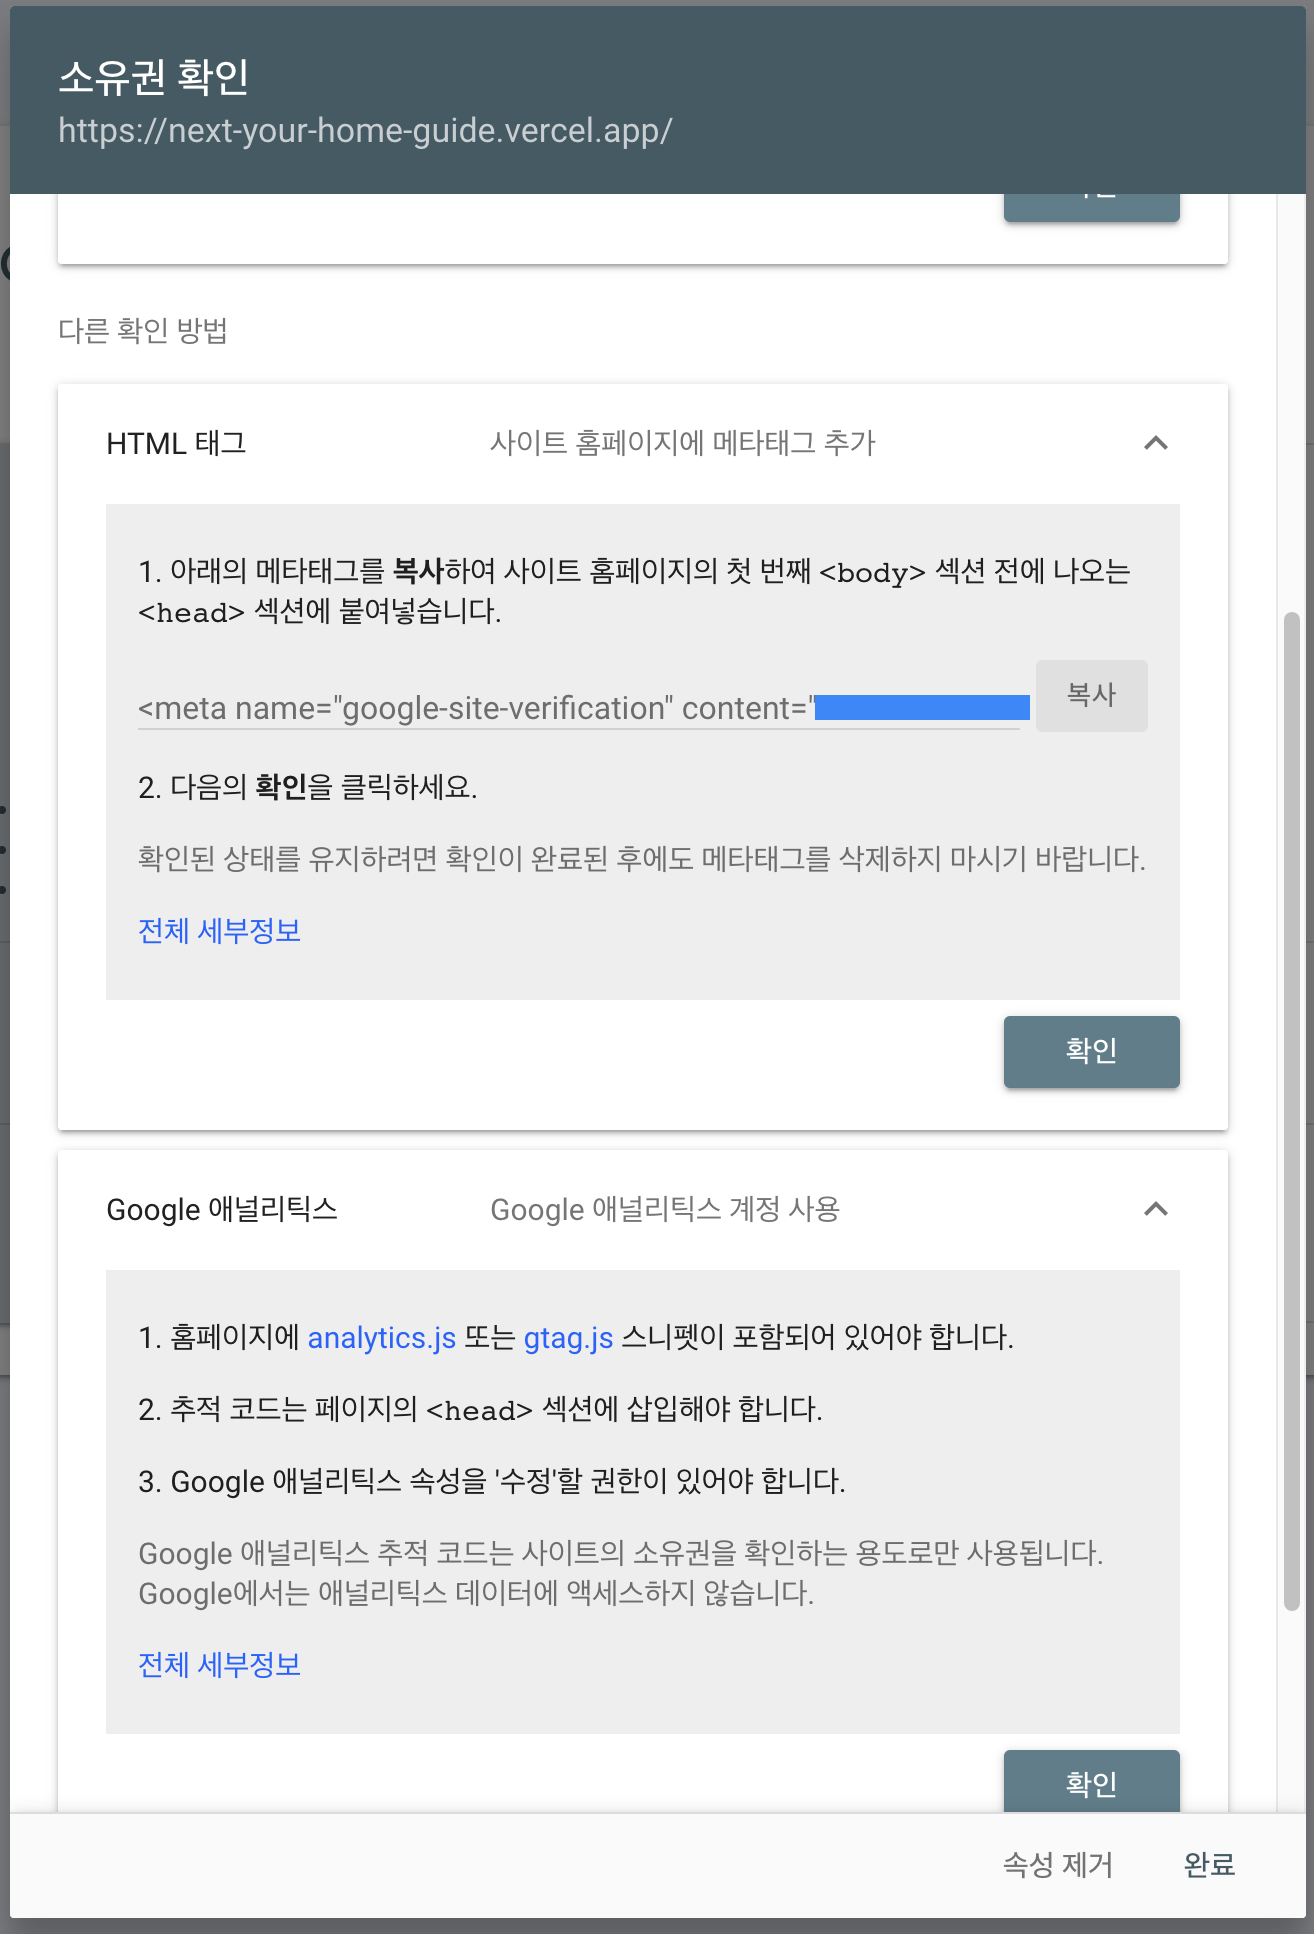 소유권 확인
https://next-your-home-guide.vercel.app/
다른 확인 방법
HTML 태그 사이트 홈페이지에 메타태그 추가
1. 아래의 메타태그를 복사하여 사이트 홈페이지의 첫 번째 <body> 섹션 전에 나오는
<head> 섹션에 붙여넣습니다.
<meta name="google-site-verification" content=" 복사
2. 다음의 확인을 클릭하세요.
확인된 상태를 유지하려면 확인이 완료된 후에도 메타태그를 삭제하지 마시기 바랍니다.
전체 세부정보
확인
Google 애널리틱스 Google 애널리틱스 계정 사용
1. 홈페이지에 analytics.js 또는 gtag.js 스니펫이 포함되어 있어야 합니다.
2. 추적 코드는 페이지의 <head> 섹션에 삽입해야 합니다.
3. Google 애널리틱스 속성을 '수정'할 권한이 있어야 합니다.
Google 애널리틱스 추적 코드는 사이트의 소유권을 확인하는 용도로만 사용됩니다.
Google에서는 애널리틱스 데이터에 액세스하지 않습니다.
전체 세부정보
확인
속성 제거 완료